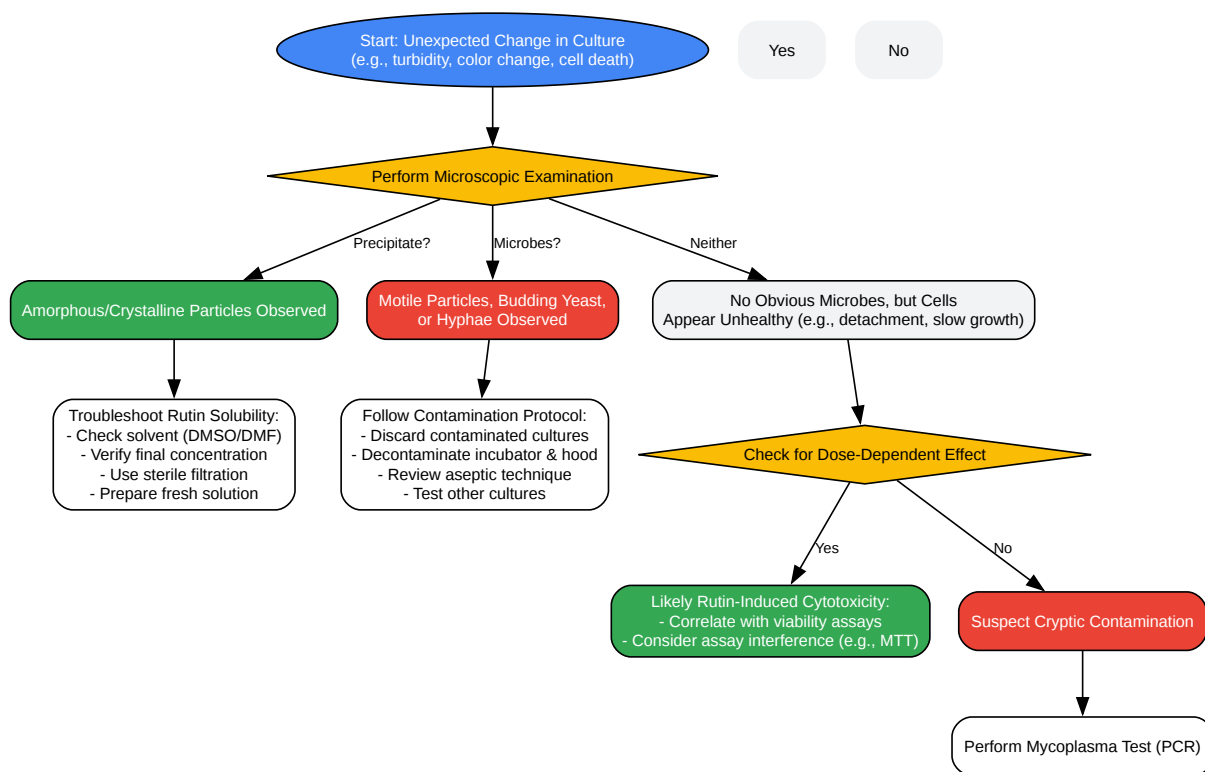 Start: Unexpected Change in Culture
(e.g., turbidity, color change, cell death)
Yes
No
Perform Microscopic Examination
Precipitate?
Microbes?
Neither
Amorphous/Crystalline Particles Observed
Motile Particles, Budding Yeast,
or Hyphae Observed
No Obvious Microbes, but Cells
Appear Unhealthy (e.g., detachment, slow growth)
Troubleshoot Rutin Solubility:
- Check solvent (DMSO/DMF)
- Verify final concentration
- Use sterile filtration
- Prepare fresh solution
Follow Contamination Protocol:
- Discard contaminated cultures
- Decontaminate incubator & hood
- Review aseptic technique
- Test other cultures
Check for Dose-Dependent Effect
Yes
No
Likely Rutin-Induced Cytotoxicity:
- Correlate with viability assays
- Consider assay interference (e.g., MTT)
Suspect Cryptic Contamination
Perform Mycoplasma Test (PCR)